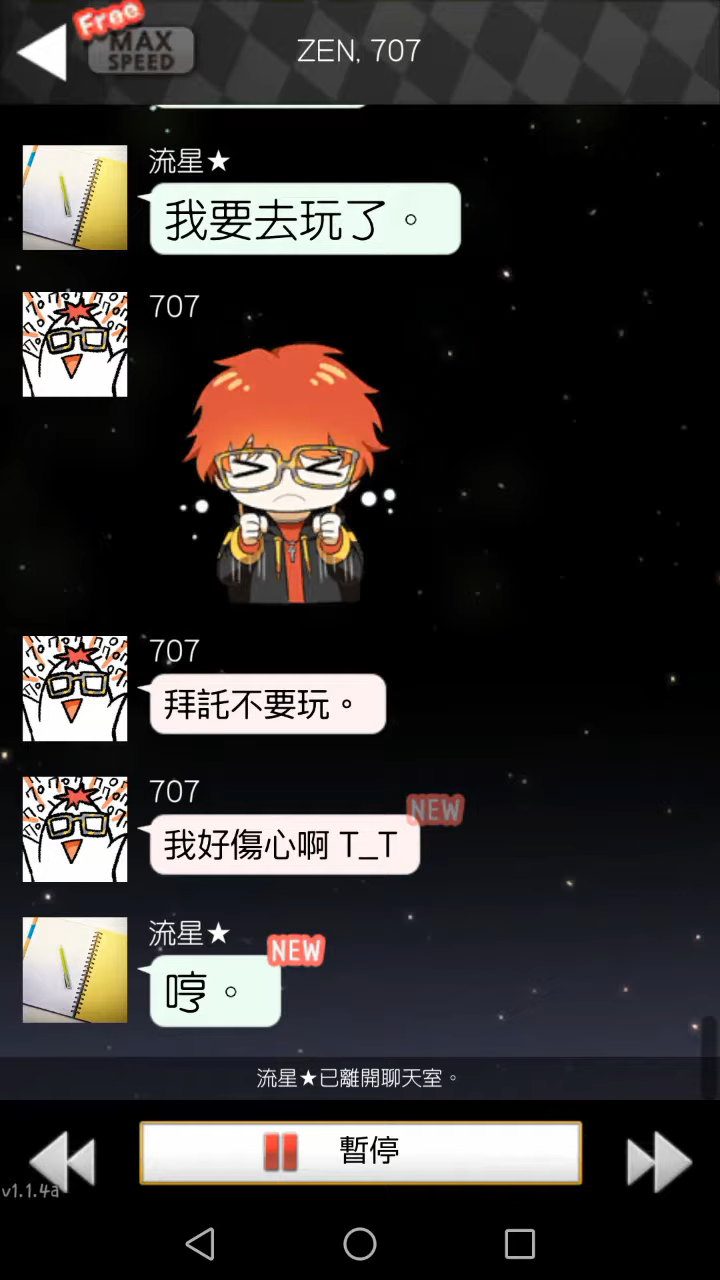 Free
MAX
SPEED
ZEN, 707
流星★
我要去玩了。
707
707
拜託不要玩。
707
NEW
我好傷心啊 T_T
流星★
NEW
哼。
流星★已離開聊天室。
暫停
v1.1.4a